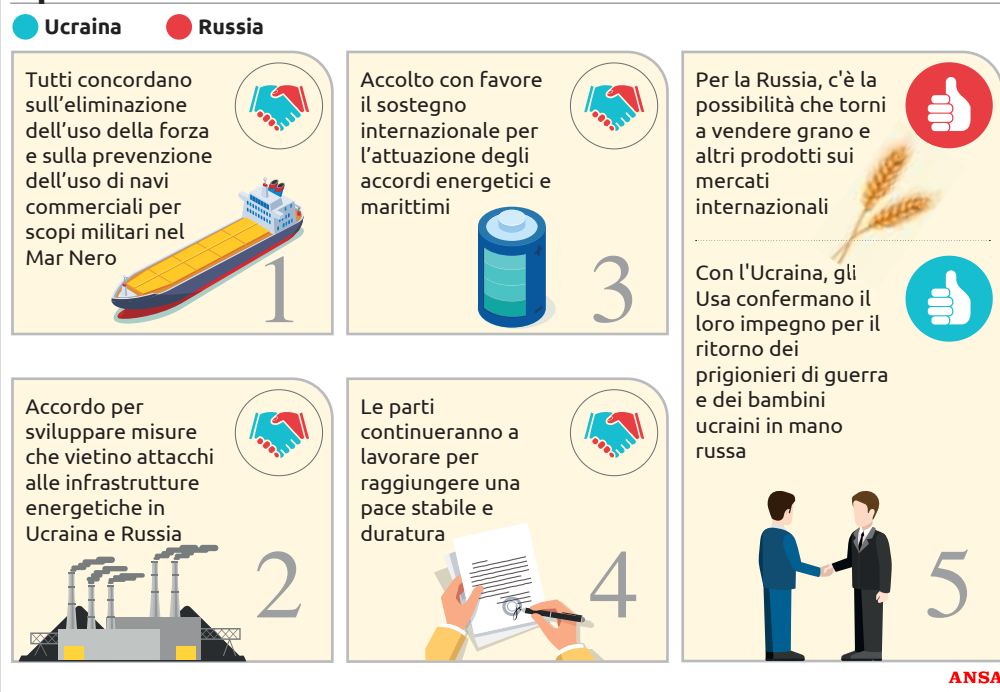 Ucraina
Russia
Tutti concordano
sull'eliminazione
dell'uso della forza
e sulla prevenzione
dell'uso di navi
commerciali per
scopi militari nel
Mar Nero
1
Accordo per
sviluppare misure
che vietino attacchi
alle infrastrutture
energetiche in
Ucraina e Russia
2
Accolto con favore
il sostegno
internazionale per
l'attuazione degli
accordi energetici e
marittimi
3
Le parti
continueranno a
lavorare per
raggiungere una
pace stabile e
duratura
4
Per la Russia, c'è la
possibilità che torni
a vendere grano e
altri prodotti sui
mercati
internazionali
Con l'Ucraina, gli
Usa confermano il
loro impegno per il
ritorno dei
prigionieri di guerra
e dei bambini
ucraini in mano
russa
5
ANSA